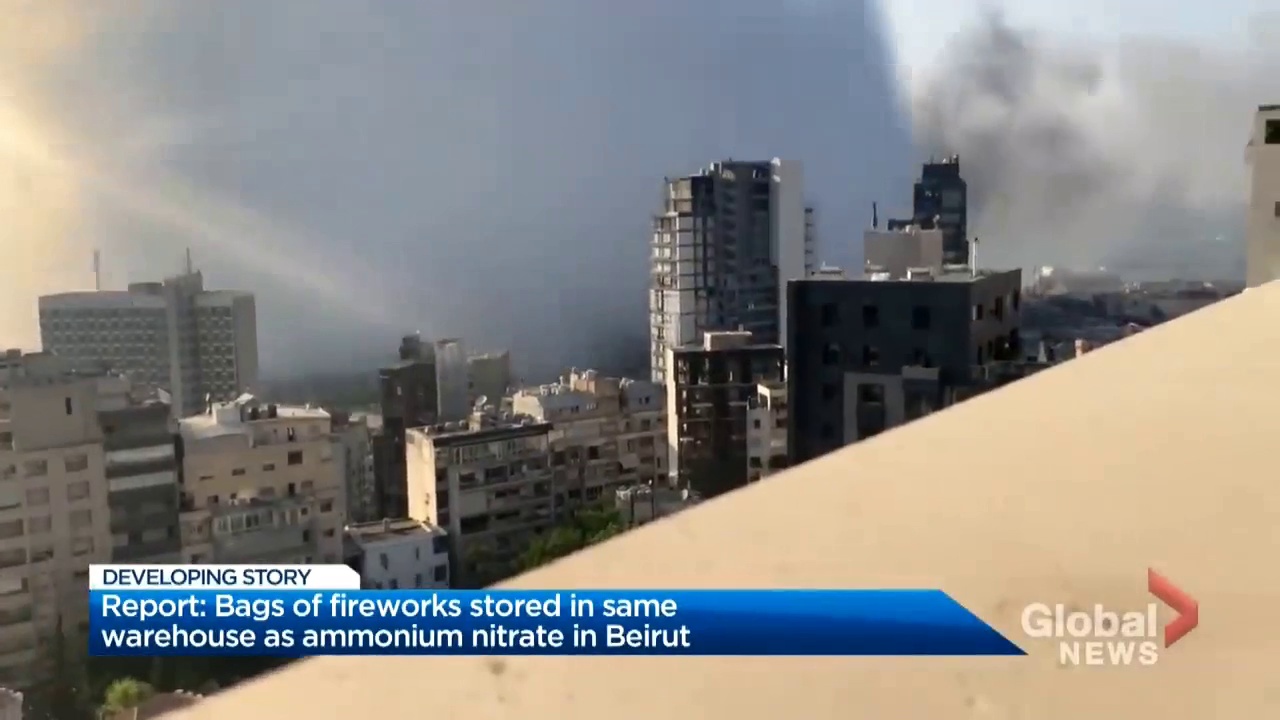 DEVELOPING STORY
Report: Bags of fireworks stored in same
warehouse as ammonium nitrate in Beirut
Global
NEWS